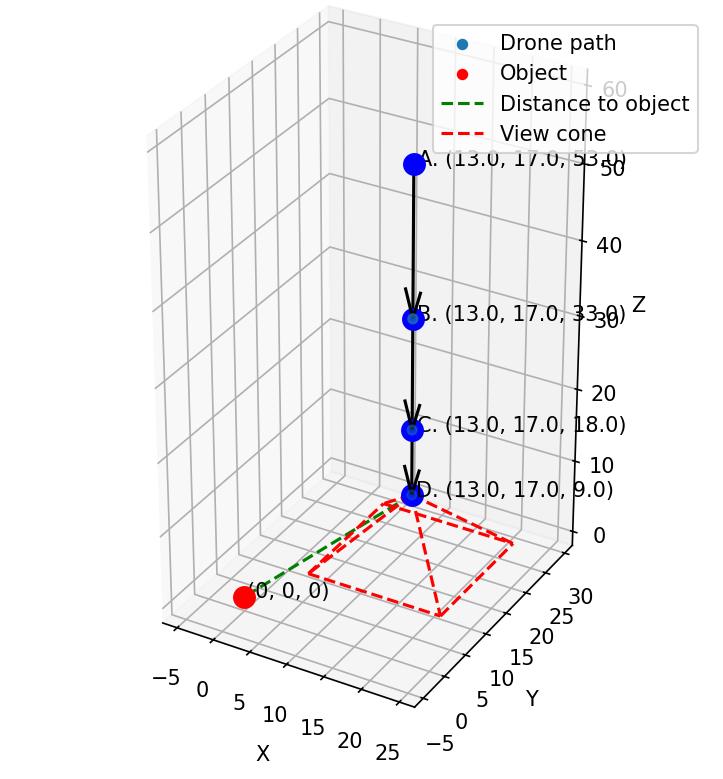 Drone path
Object
Distance to object
View cone
A. (13.0, 17.0, 53.0)
B. (13.0, 17.0, 33.0)
C. (13.0, 17.0, 18.0)
D. (13.0, 17.0, 9.0)
(0, 0, 0)
60
50
40
30
20
10
0
Z
30
25
20
15
10
5
0
−5
Y
−5
0
5
10
15
20
25
X